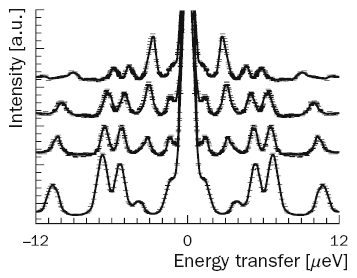 Intensity [a.u.]
−12 0 12
Energy transfer [μeV]